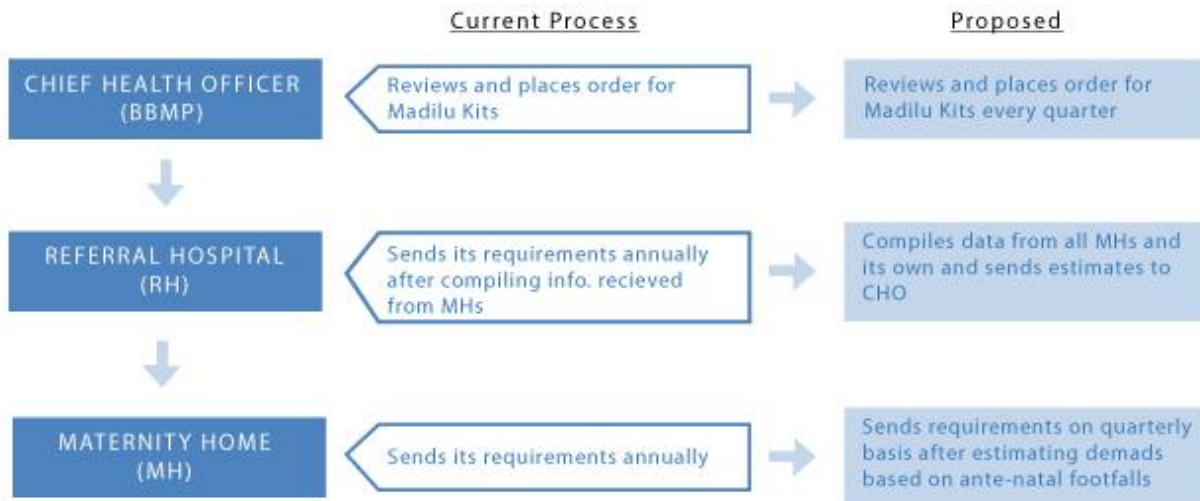 Current Process
Proposed
CHIEF HEALTH OFFICER
(BBMP)
Reviews and places order for
Madilu Kits
Reviews and places order for
Madilu Kits every quarter
REFERRAL HOSPITAL
(RH)
Sends its requirements annually
after compiling info. recieved
from MHs
Compiles data from all MHs and
its own and sends estimates to
CHO
MATERNITY HOME
(MH)
Sends its requirements annually
Sends requirements on quarterly
basis after estimating demads
based on ante-natal footfalls